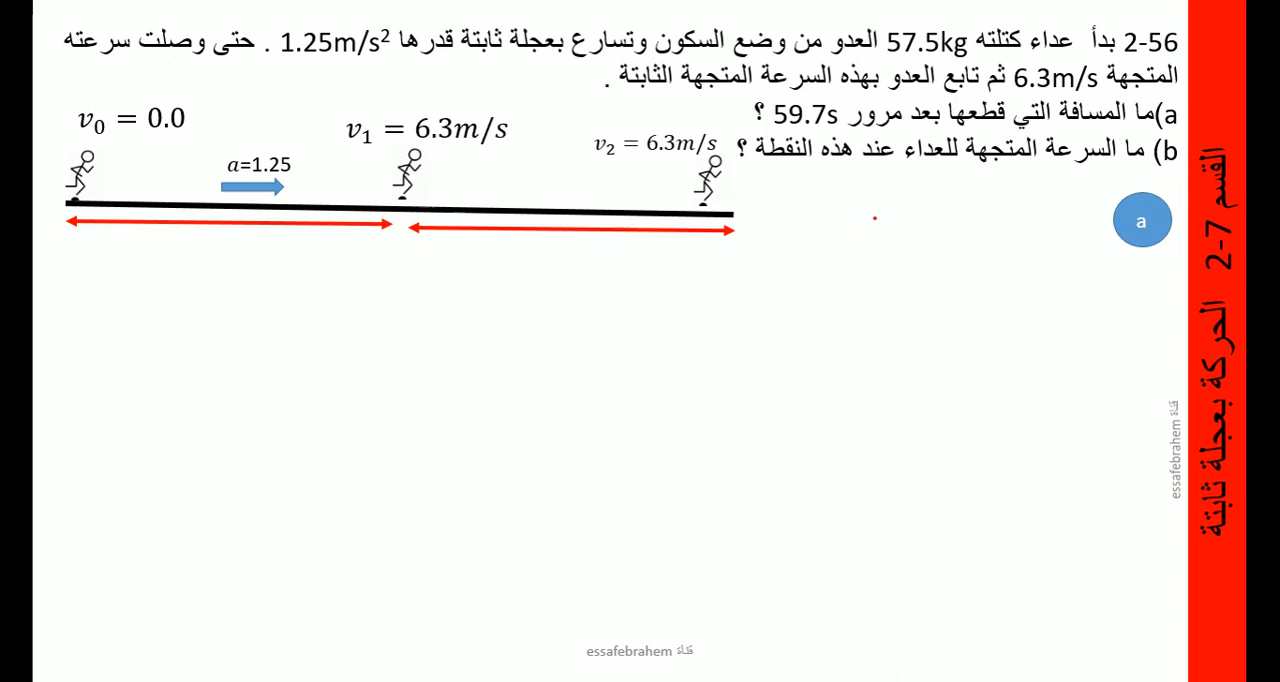 2-56 بدأ عداء كتلته 57.5kg العدو من وضع السكون وتسارع بعجلة ثابتة قدرها 1.25m/s² . حتى وصلت سرعته
المتجهة 6.3m/s ثم تابع العدو بهذه السرعة المتجهة الثابتة .
a)ما المسافة التي قطعها بعد مرور 59.7s ؟
b) ما السرعة المتجهة للعداء عند هذه النقطة ؟
v₀ = 0.0
v₁ = 6.3m/s
v₂ = 6.3m/s
a=1.25
a
القسم 7-2 الحركة بعجلة ثابتة
قناة essafebrahem
قناة essafebrahem